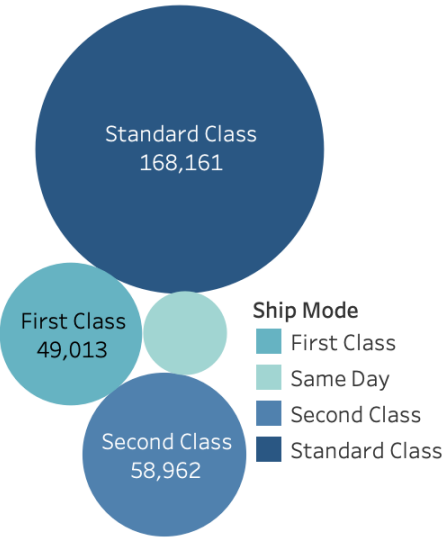 Standard Class
168,161
First Class
49,013
Second Class
58,962
Ship Mode
First Class
Same Day
Second Class
Standard Class